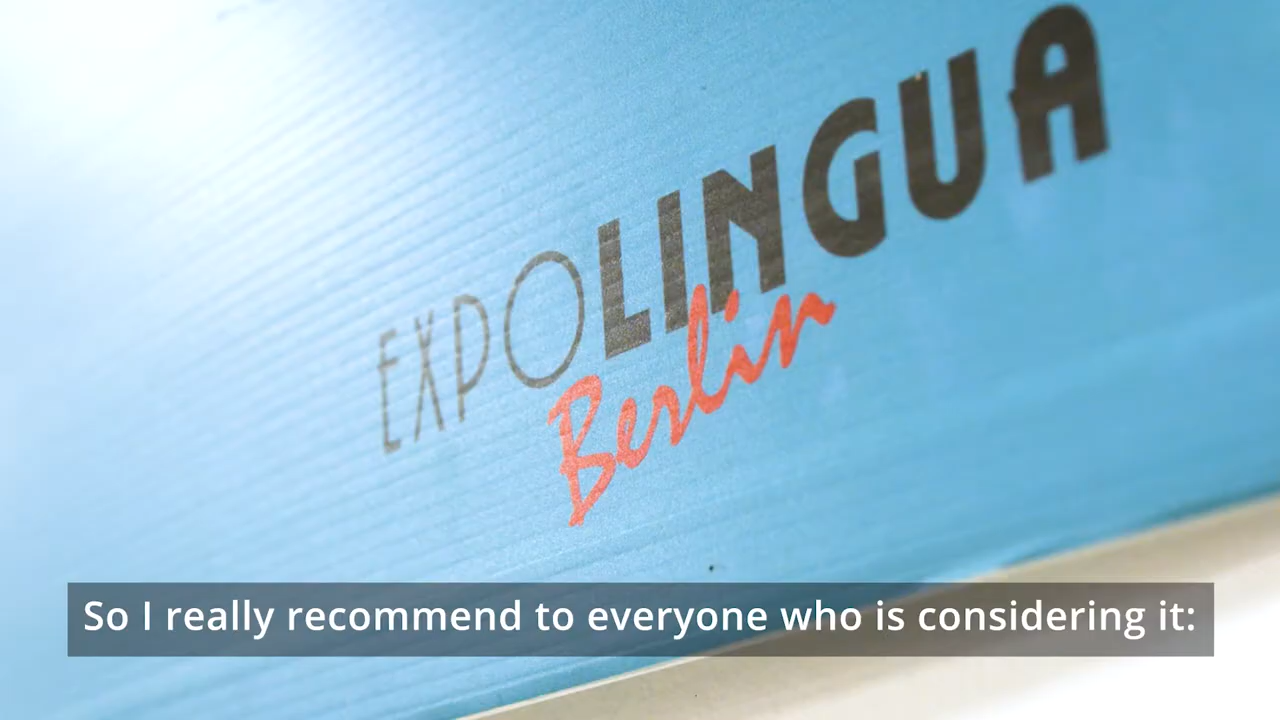 EXPOLINGUA
Berlin
So I really recommend to everyone who is considering it: